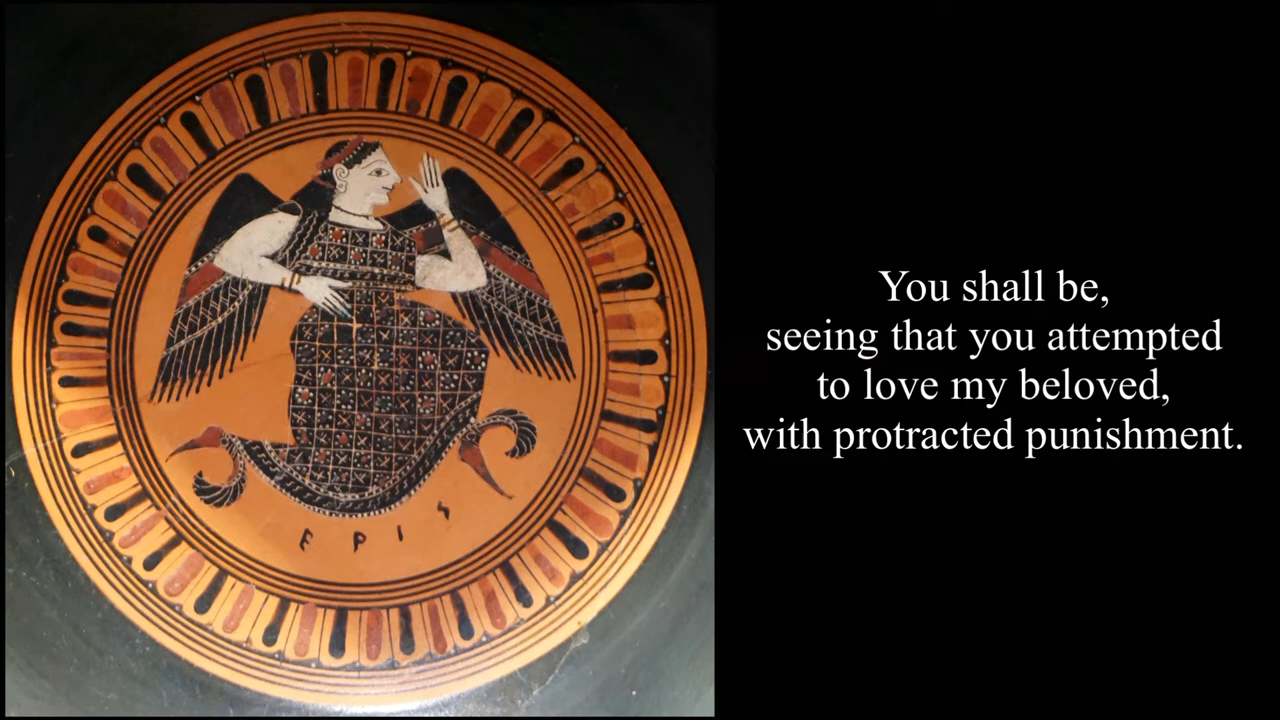 ΕΡΙΣ
You shall be,
seeing that you attempted
to love my beloved,
with protracted punishment.